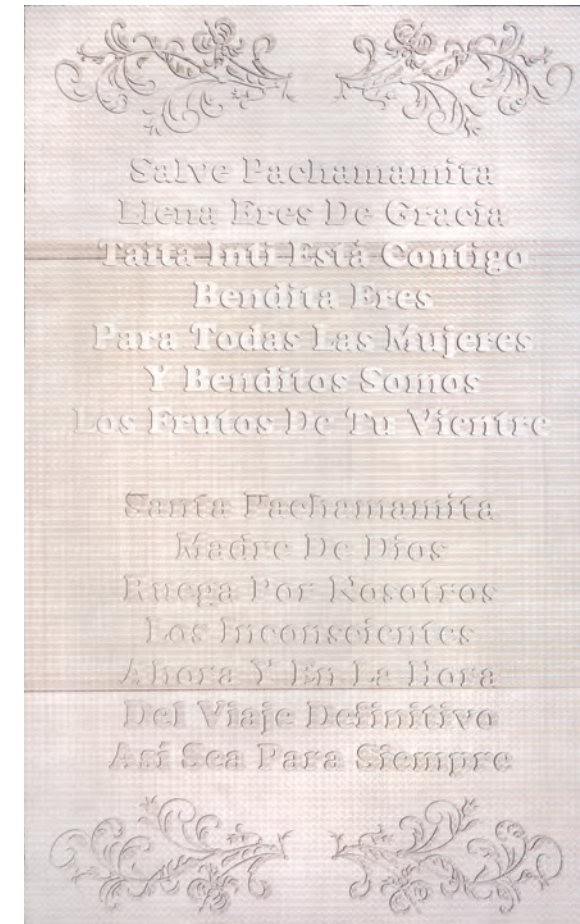 Salve Pachamamita
Llena Eres De Gracia
Taita Inti Está Contigo
Bendita Eres
Para Todas Las Mujeres
Y Benditos Somos
Los Frutos De Tu Vientre
Santa Pachamamita
Madre De Dios
Ruega Por Nosotros
Los Inconscientes
Ahora Y En La Hora
Del Viaje Definitivo
Así Sea Para Siempre